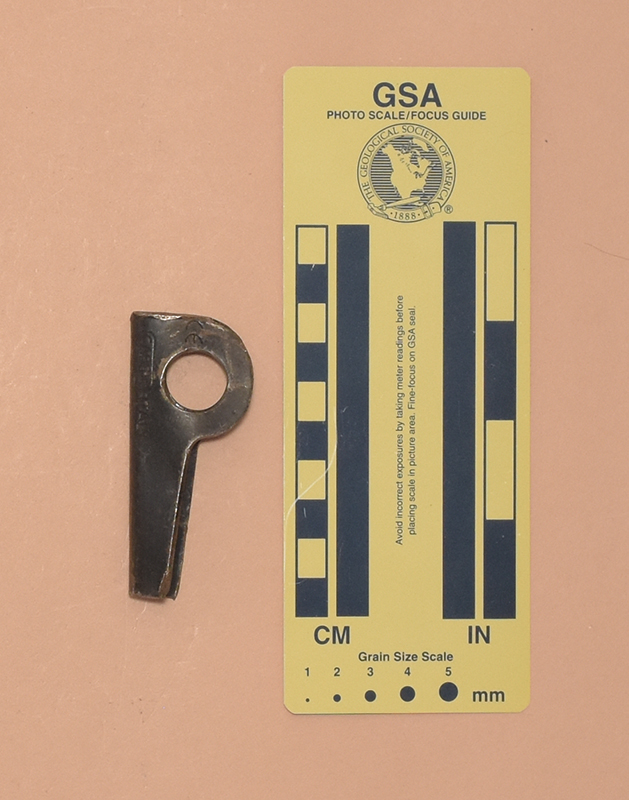 GSA
PHOTO SCALE/FOCUS GUIDE
THE GEOLOGICAL SOCIETY OF AMERICA
·1888·
®
Avoid incorrect exposures by taking meter readings before
placing scale in picture area. Fine-focus on GSA seal.
CM IN
Grain Size Scale
1 2 3 4 5
mm